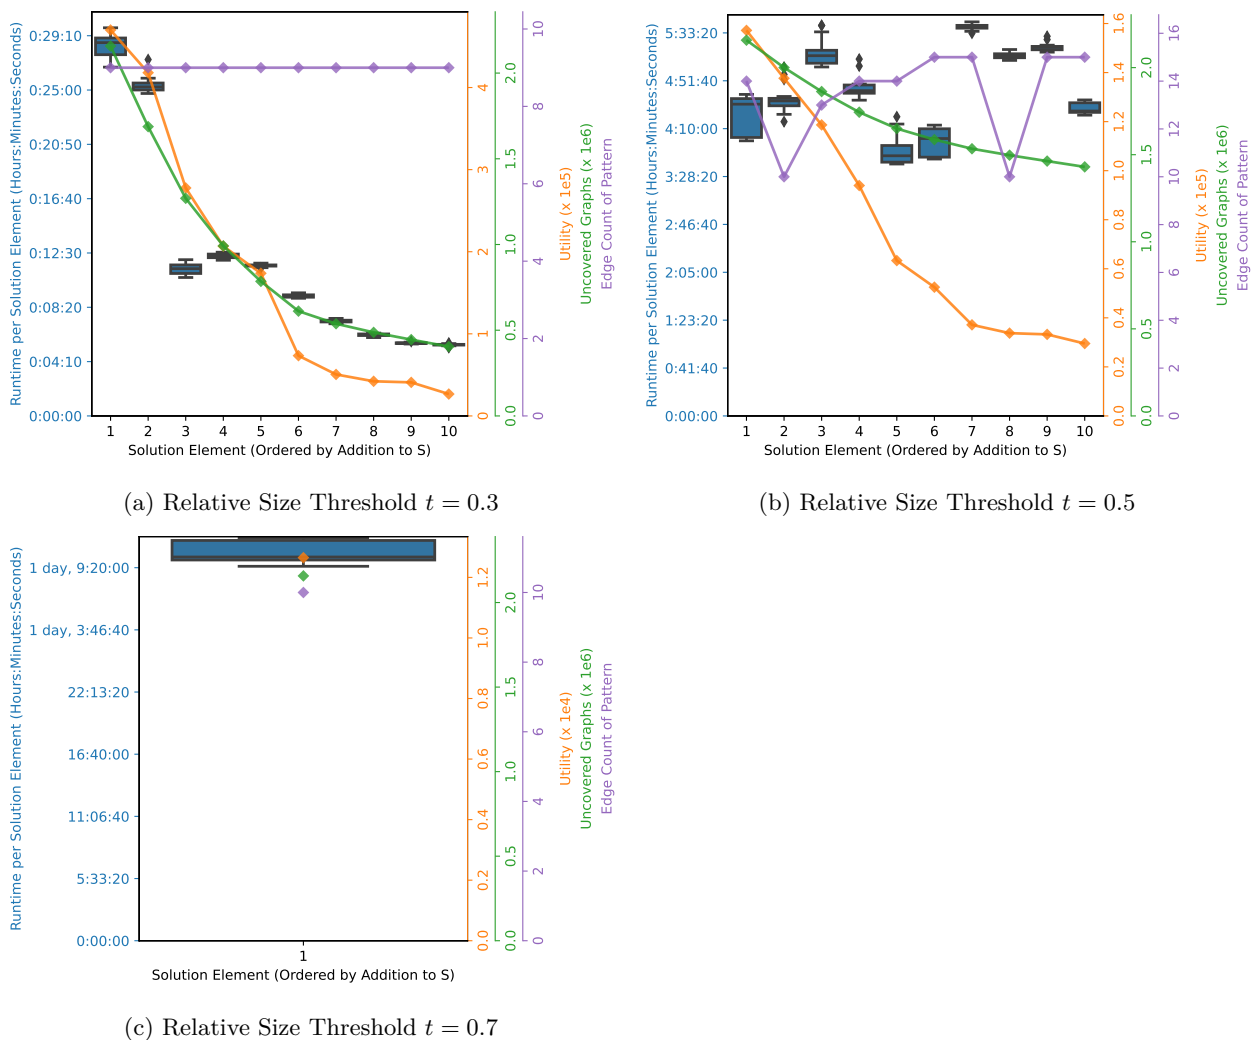 Runtime per Solution Element (Hours:Minutes:Seconds)
0:29:10
0:25:00
0:20:50
0:16:40
0:12:30
0:08:20
0:04:10
0:00:00
1 2 3 4 5 6 7 8 9 10
Solution Element (Ordered by Addition to S)
0 1 2 3 4
Utility (x 1e5)
0.0 0.5 1.0 1.5 2.0
Uncovered Graphs (x 1e6)
0 2 4 6 8 10
Edge Count of Pattern
(a) Relative Size Threshold t = 0.3
Runtime per Solution Element (Hours:Minutes:Seconds)
5:33:20
4:51:40
4:10:00
3:28:20
2:46:40
2:05:00
1:23:20
0:41:40
0:00:00
1 2 3 4 5 6 7 8 9 10
Solution Element (Ordered by Addition to S)
0.0 0.2 0.4 0.6 0.8 1.0 1.2 1.4 1.6
Utility (x 1e5)
0.0 0.5 1.0 1.5 2.0
Uncovered Graphs (x 1e6)
0 2 4 6 8 10 12 14 16
Edge Count of Pattern
(b) Relative Size Threshold t = 0.5
Runtime per Solution Element (Hours:Minutes:Seconds)
1 day, 9:20:00
1 day, 3:46:40
22:13:20
16:40:00
11:06:40
5:33:20
0:00:00
1
Solution Element (Ordered by Addition to S)
0.0 0.2 0.4 0.6 0.8 1.0 1.2
Utility (x 1e4)
0.0 0.5 1.0 1.5 2.0
Uncovered Graphs (x 1e6)
0 2 4 6 8 10
Edge Count of Pattern
(c) Relative Size Threshold t = 0.7